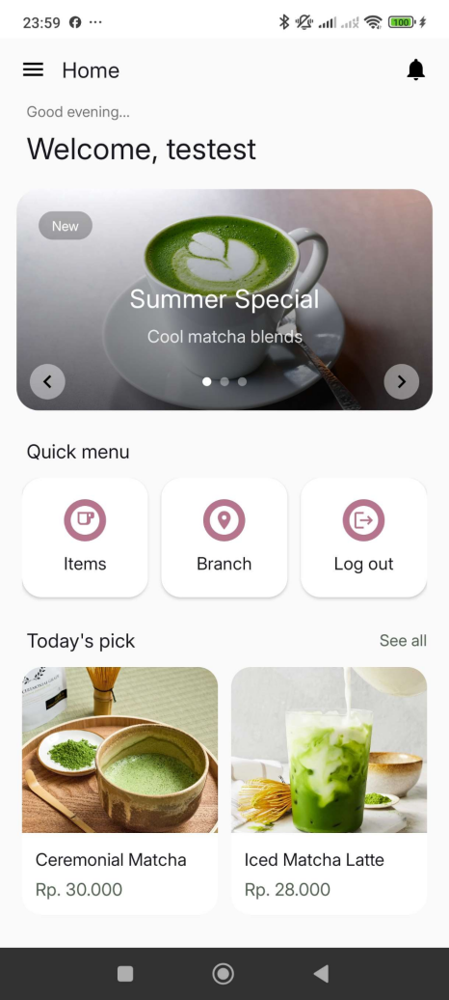 23:59
100
Home
Good evening...
Welcome, testest
New
Summer Special
Cool matcha blends
Quick menu
Items
Branch
Log out
Today's pick
See all
Ceremonial Matcha
Rp. 30.000
Iced Matcha Latte
Rp. 28.000